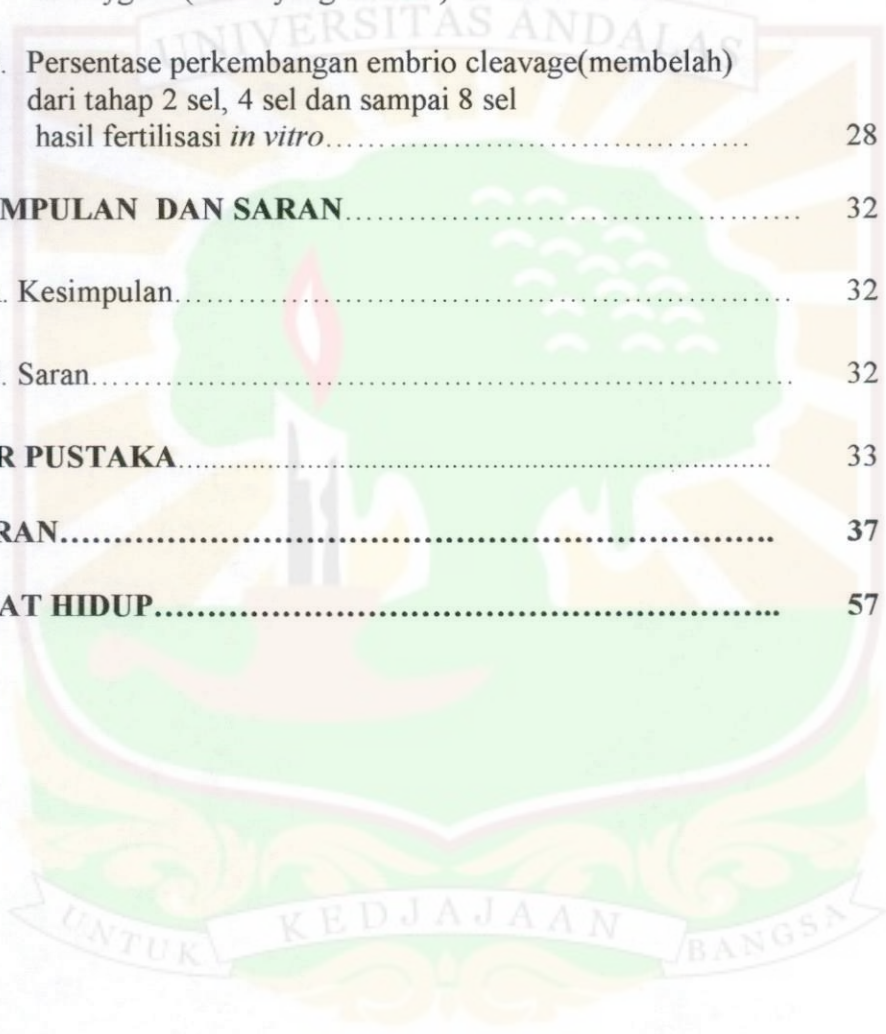 UNIVERSITAS ANDALAS
. Persentase perkembangan embrio cleavage(membelah)
dari tahap 2 sel, 4 sel dan sampai 8 sel
hasil fertilisasi in vitro........................................ 28
MPULAN DAN SARAN........................................... 32
. Kesimpulan.......................................................... 32
. Saran.................................................................. 32
R PUSTAKA........................................................ 33
RAN.................................................................. 37
AT HIDUP......................................................... 57
UNTUK KEDJAJAAN BANGSA